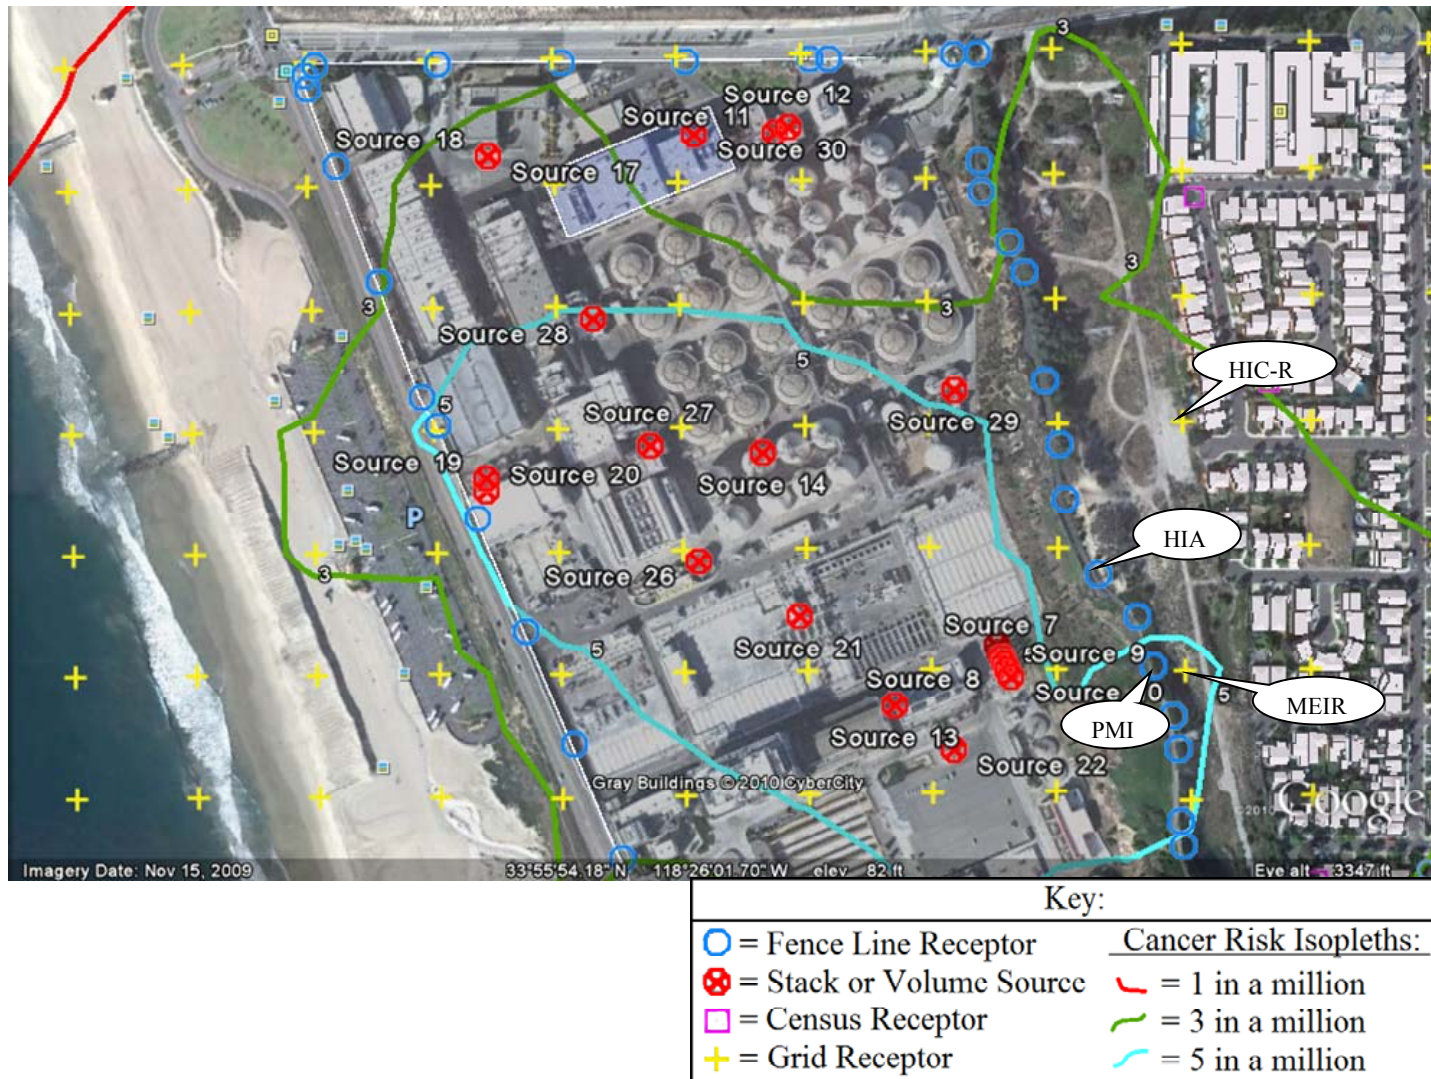 3
Source 12
Source 11
Source 18
Source 30
Source 17
3
3
3
Source 28
5
HIC-R
5
Source 27
Source 29
Source 19
Source 20
Source 14
P
HIA
Source 26
3
Source 7
Source 21
Source 9
5
Source 8
5
MEIR
PMI
Source 13
Source 22
Gray Buildings © 2010 CyberCity
©2010 Google
Imagery Date: Nov 15, 2009 33°55'54.18" N 118°26'01.70" W elev 82 ft Eye alt 3347 ft
Key:
= Fence Line Receptor
= Stack or Volume Source
= Census Receptor
= Grid Receptor
Cancer Risk Isopleths:
= 1 in a million
= 3 in a million
= 5 in a million